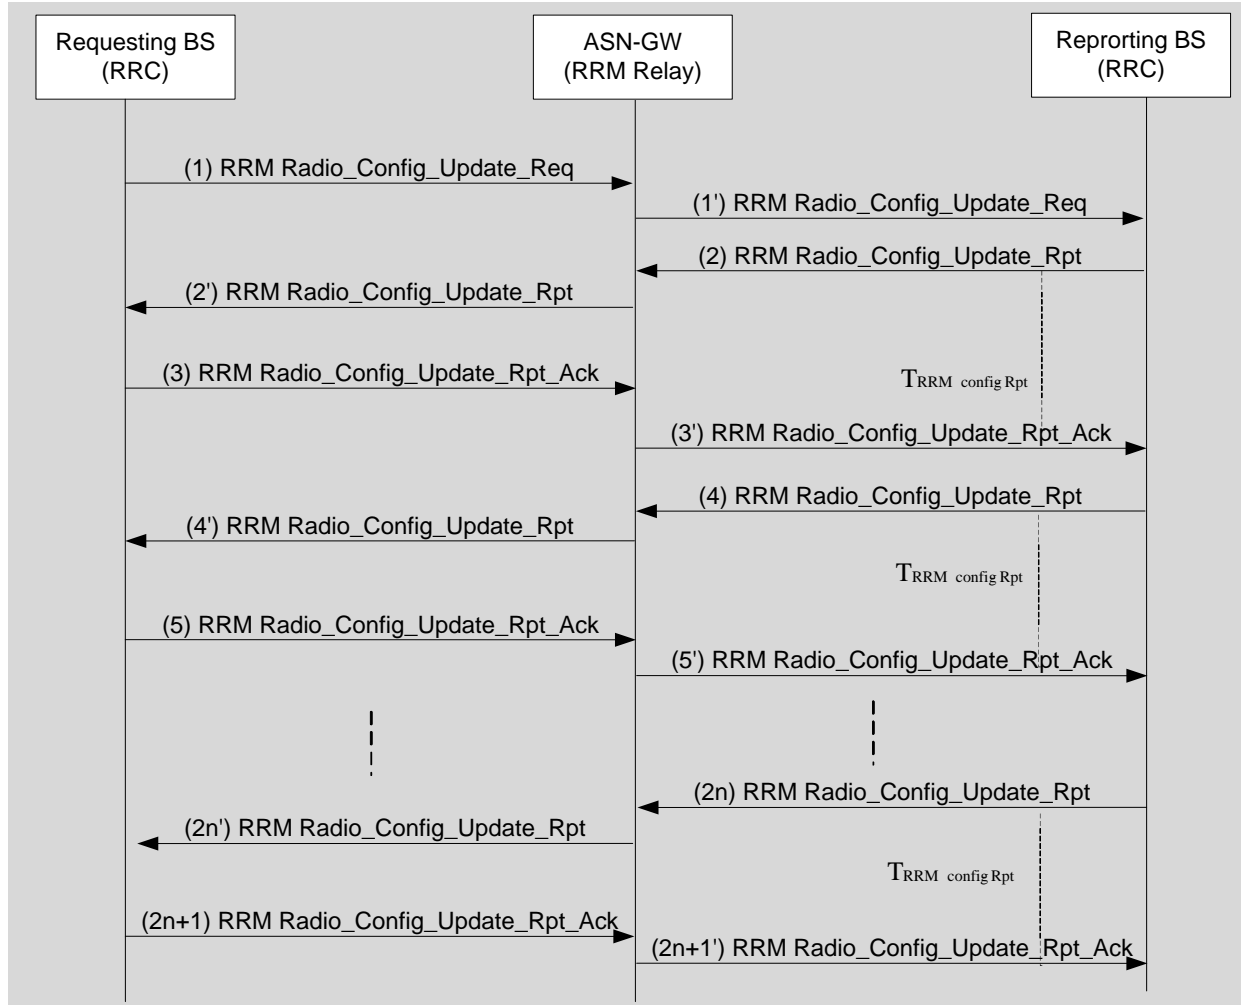 Requesting BS
(RRC)
ASN-GW
(RRM Relay)
Reprorting BS
(RRC)
(1) RRM Radio_Config_Update_Req
(1') RRM Radio_Config_Update_Req
(2) RRM Radio_Config_Update_Rpt
(2') RRM Radio_Config_Update_Rpt
(3) RRM Radio_Config_Update_Rpt_Ack
TRRM config Rpt
(3') RRM Radio_Config_Update_Rpt_Ack
(4) RRM Radio_Config_Update_Rpt
(4') RRM Radio_Config_Update_Rpt
TRRM config Rpt
(5) RRM Radio_Config_Update_Rpt_Ack
(5') RRM Radio_Config_Update_Rpt_Ack
(2n) RRM Radio_Config_Update_Rpt
(2n') RRM Radio_Config_Update_Rpt
TRRM config Rpt
(2n+1) RRM Radio_Config_Update_Rpt_Ack
(2n+1') RRM Radio_Config_Update_Rpt_Ack